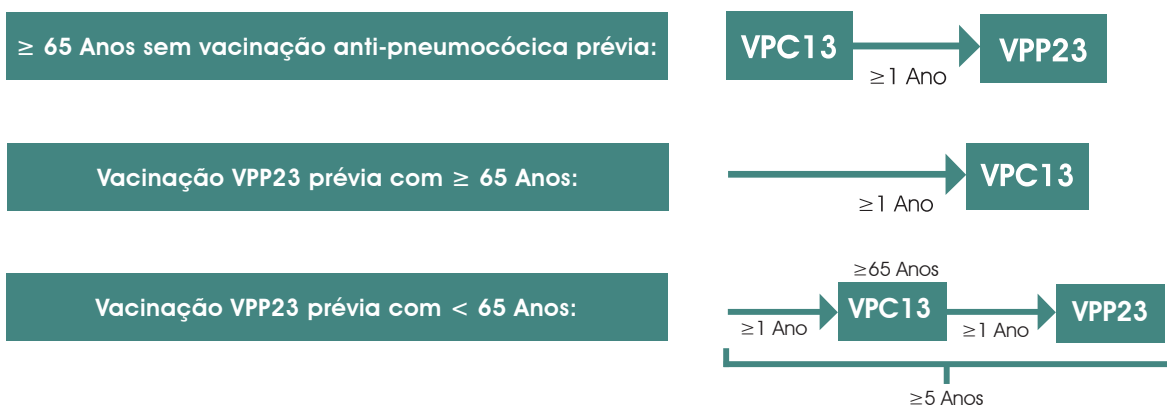 ≥ 65 Anos sem vacinação anti-pneumocócica prévia:
VPC13
≥1 Ano
VPP23
Vacinação VPP23 prévia com ≥ 65 Anos:
≥1 Ano
VPC13
Vacinação VPP23 prévia com < 65 Anos:
≥1 Ano
≥65 Anos
VPC13
≥1 Ano
VPP23
≥5 Anos